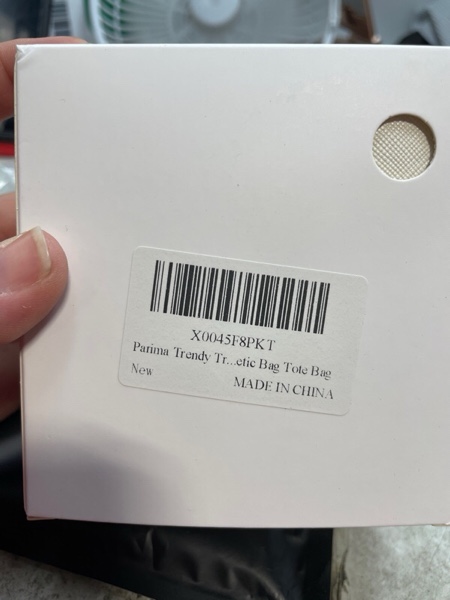 X0045F8PKT
Parima Trendy Tr...etic Bag Tote Bag
New
MADE IN CHINA